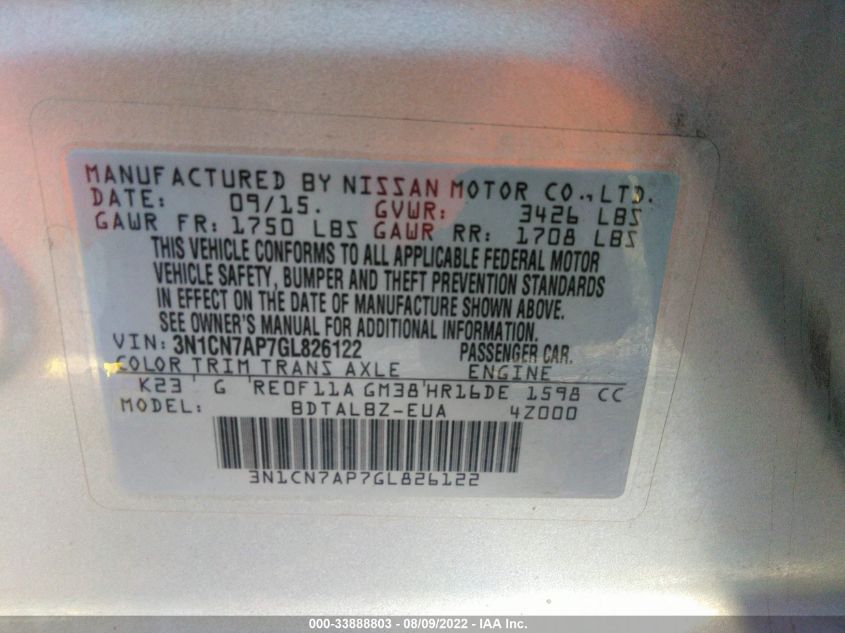 MANUFACTURED BY NISSAN MOTOR CO.,LTD.
DATE: 09/15. GVWR: 3426 LBS
GAWR FR: 1750 LBS GAWR RR: 1708 LBS
THIS VEHICLE CONFORMS TO ALL APPLICABLE FEDERAL MOTOR
VEHICLE SAFETY, BUMPER AND THEFT PREVENTION STANDARDS
IN EFFECT ON THE DATE OF MANUFACTURE SHOWN ABOVE.
SEE OWNER'S MANUAL FOR ADDITIONAL INFORMATION.
VIN: 3N1CN7AP7GL826122 PASSENGER CAR.
COLOR TRIM TRANS AXLE ENGINE
K23 G RE0F11A GM38 HR16DE 1598 CC
MODEL: BDTALBZ-EUA 4Z000
3N1CN7AP7GL826122
000-33888803 - 08/09/2022 - IAA Inc.